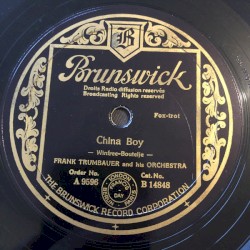 B
Brunswick
Droits Radio diffusion reservés
Broadcasting Rights reserved
Fox-trot
China Boy
—Winfree-Boutelje—
FRANK TRUMBAUER and his ORCHESTRA
Order No. Cat. No.
A 9596 B 14848
THE BRUNSWICK RECORD CORPORATION